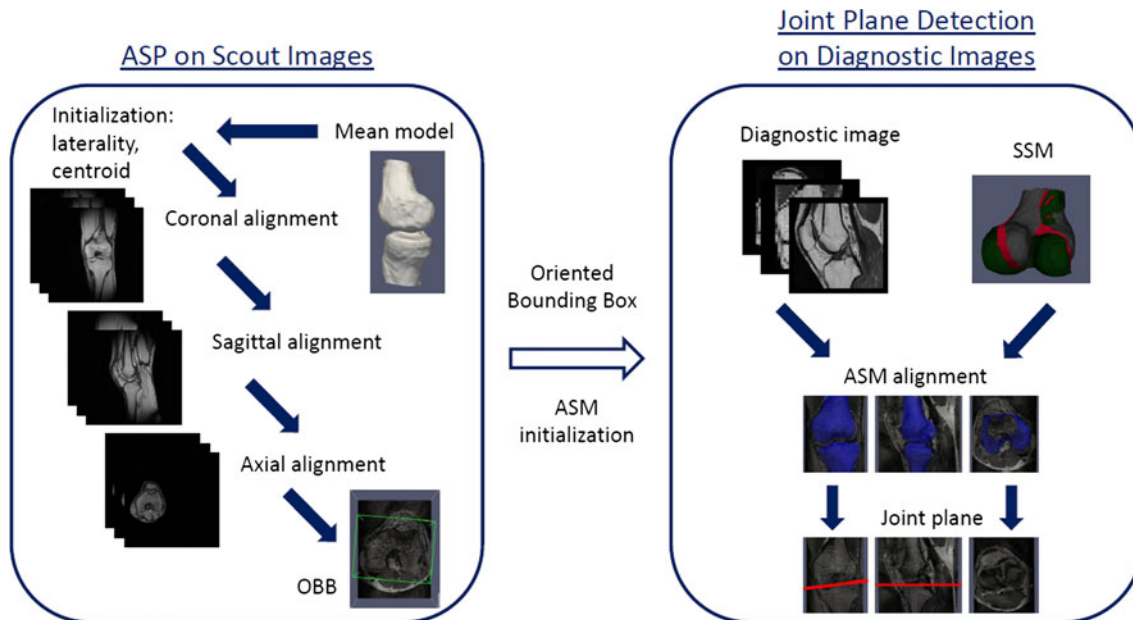 ASP on Scout Images
Initialization:
laterality,
centroid
Mean model
Coronal alignment
Sagittal alignment
Axial alignment
OBB
Oriented
Bounding Box
ASM
initialization
Joint Plane Detection
on Diagnostic Images
Diagnostic image
SSM
ASM alignment
Joint plane